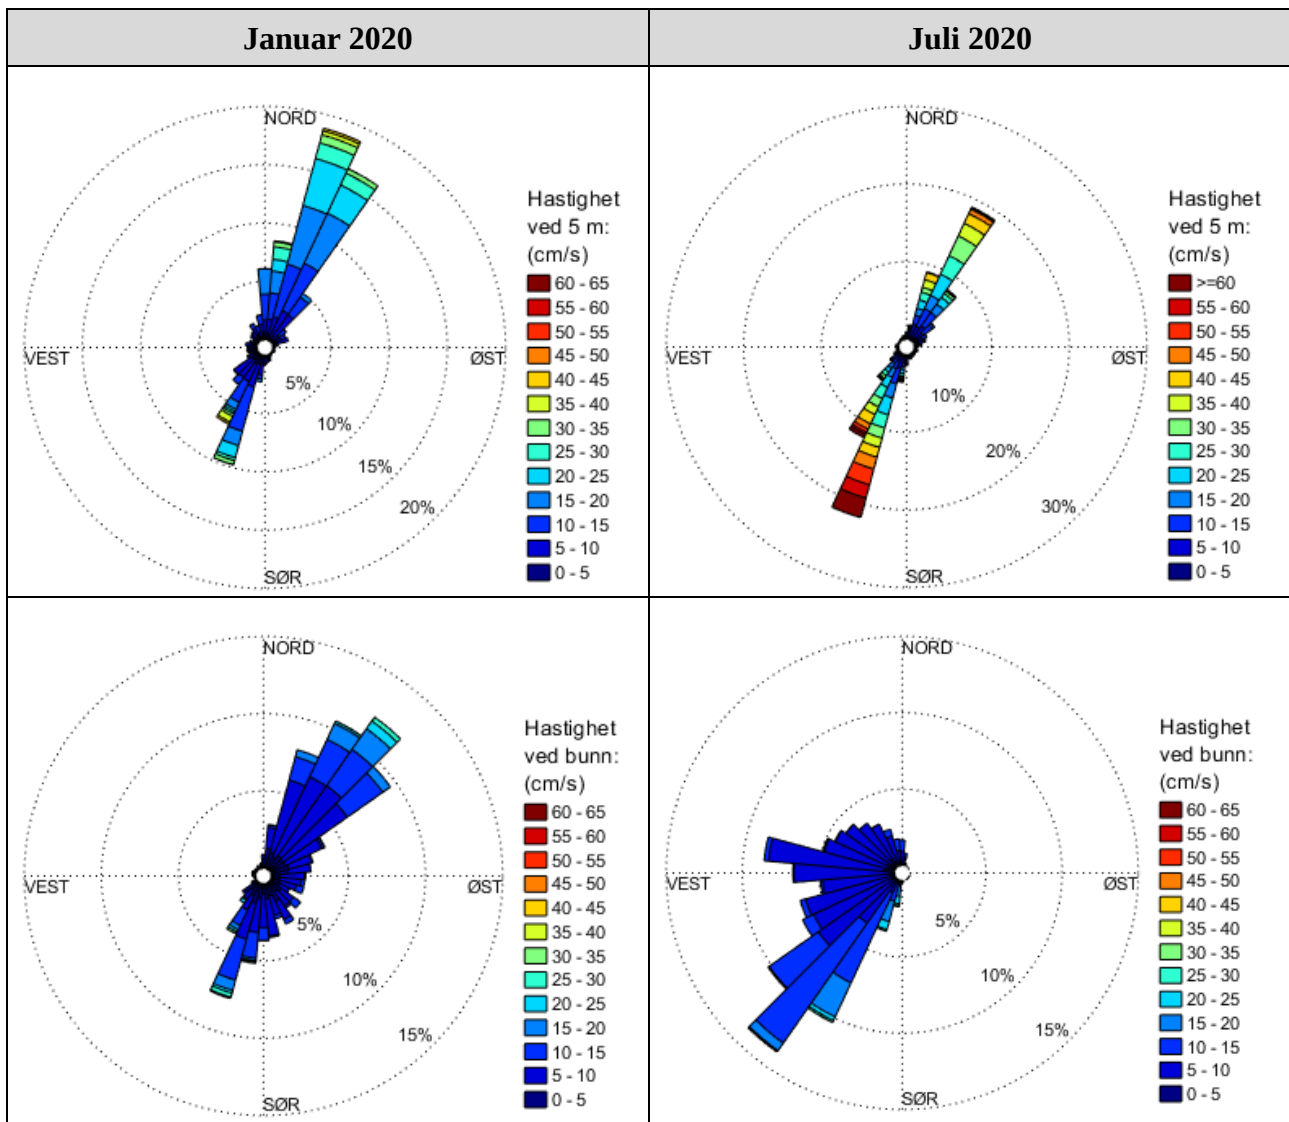 Januar 2020
Juli 2020
NORD
VEST
ØST
SØR
5%
10%
15%
20%
Hastighet
ved 5 m:
(cm/s)
60 - 65
55 - 60
50 - 55
45 - 50
40 - 45
35 - 40
30 - 35
25 - 30
20 - 25
15 - 20
10 - 15
5 - 10
0 - 5
NORD
VEST
ØST
SØR
10%
20%
30%
Hastighet
ved 5 m:
(cm/s)
>=60
55 - 60
50 - 55
45 - 50
40 - 45
35 - 40
30 - 35
25 - 30
20 - 25
15 - 20
10 - 15
5 - 10
0 - 5
NORD
VEST
ØST
SØR
5%
10%
15%
Hastighet
ved bunn:
(cm/s)
60 - 65
55 - 60
50 - 55
45 - 50
40 - 45
35 - 40
30 - 35
25 - 30
20 - 25
15 - 20
10 - 15
5 - 10
0 - 5
NORD
VEST
ØST
SØR
5%
10%
15%
Hastighet
ved bunn:
(cm/s)
60 - 65
55 - 60
50 - 55
45 - 50
40 - 45
35 - 40
30 - 35
25 - 30
20 - 25
15 - 20
10 - 15
5 - 10
0 - 5